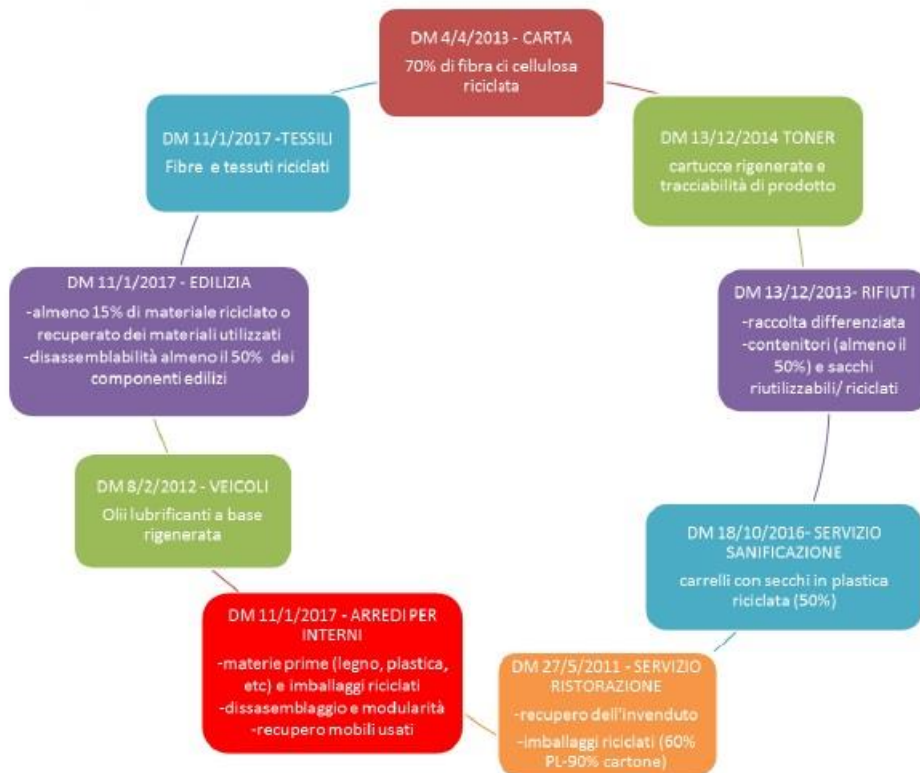 DM 4/4/2013 - CARTA
70% di fibra ci cellulosa
riciclata
DM 13/12/2014 TONER
cartucce rigenerate e
tracciabilità di prodotto
DM 13/12/2013- RIFIUTI
-raccolta differenziata
-contenitori (almeno il
50%) e sacchi
riutilizzabili/ riciclati
DM 18/10/2016- SERVIZIO
SANIFICAZIONE
carrelli con secchi in plastica
riciclata (50%)
DM 27/5/2011 - SERVIZIO
RISTORAZIONE
-recupero dell'invenduto
-imballaggi riciclati (60%
PL-90% cartone)
DM 11/1/2017 - ARREDI PER
INTERNI
-materie prime (legno, plastica,
etc) e imballaggi riciclati
-dissasemblaggio e modularità
-recupero mobili usati
DM 8/2/2012 - VEICOLI
Olii lubrificanti a base
rigenerata
DM 11/1/2017 - EDILIZIA
-almeno 15% di materiale riciclato o
recuperato dei materiali utilizzati
-disassemblabilità almeno il 50% dei
componenti edilizi
DM 11/1/2017 -TESSILI
Fibre e tessuti riciclati